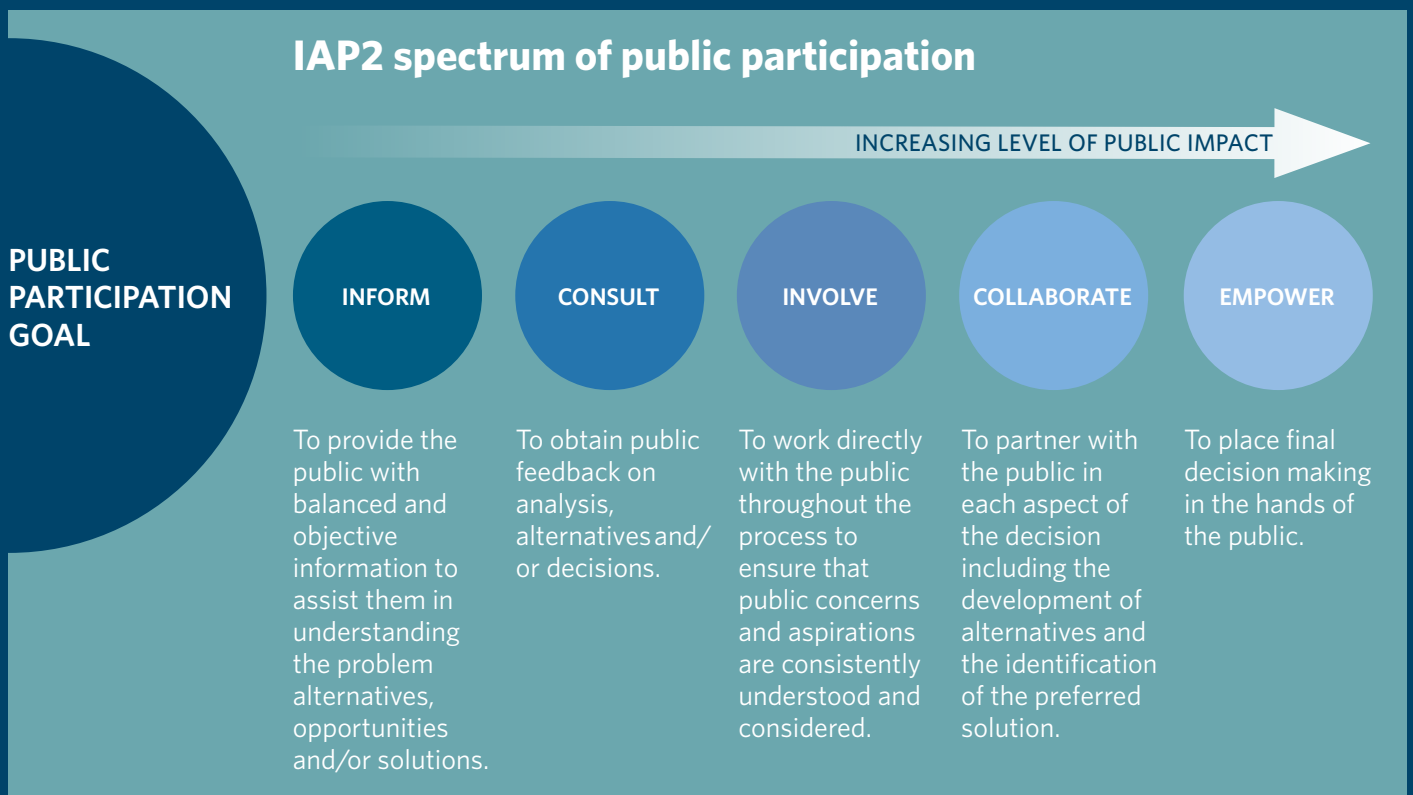 IAP2 spectrum of public participation
INCREASING LEVEL OF PUBLIC IMPACT
PUBLIC
PARTICIPATION
GOAL
INFORM
CONSULT
INVOLVE
COLLABORATE
EMPOWER
To provide the
public with
balanced and
objective
information to
assist them in
understanding
the problem
alternatives,
opportunities
and/or solutions.
To obtain public
feedback on
analysis,
alternatives and/
or decisions.
To work directly
with the public
throughout the
process to
ensure that
public concerns
and aspirations
are consistently
understood and
considered.
To partner with
the public in
each aspect of
the decision
including the
development of
alternatives and
the identification
of the preferred
solution.
To place final
decision making
in the hands of
the public.